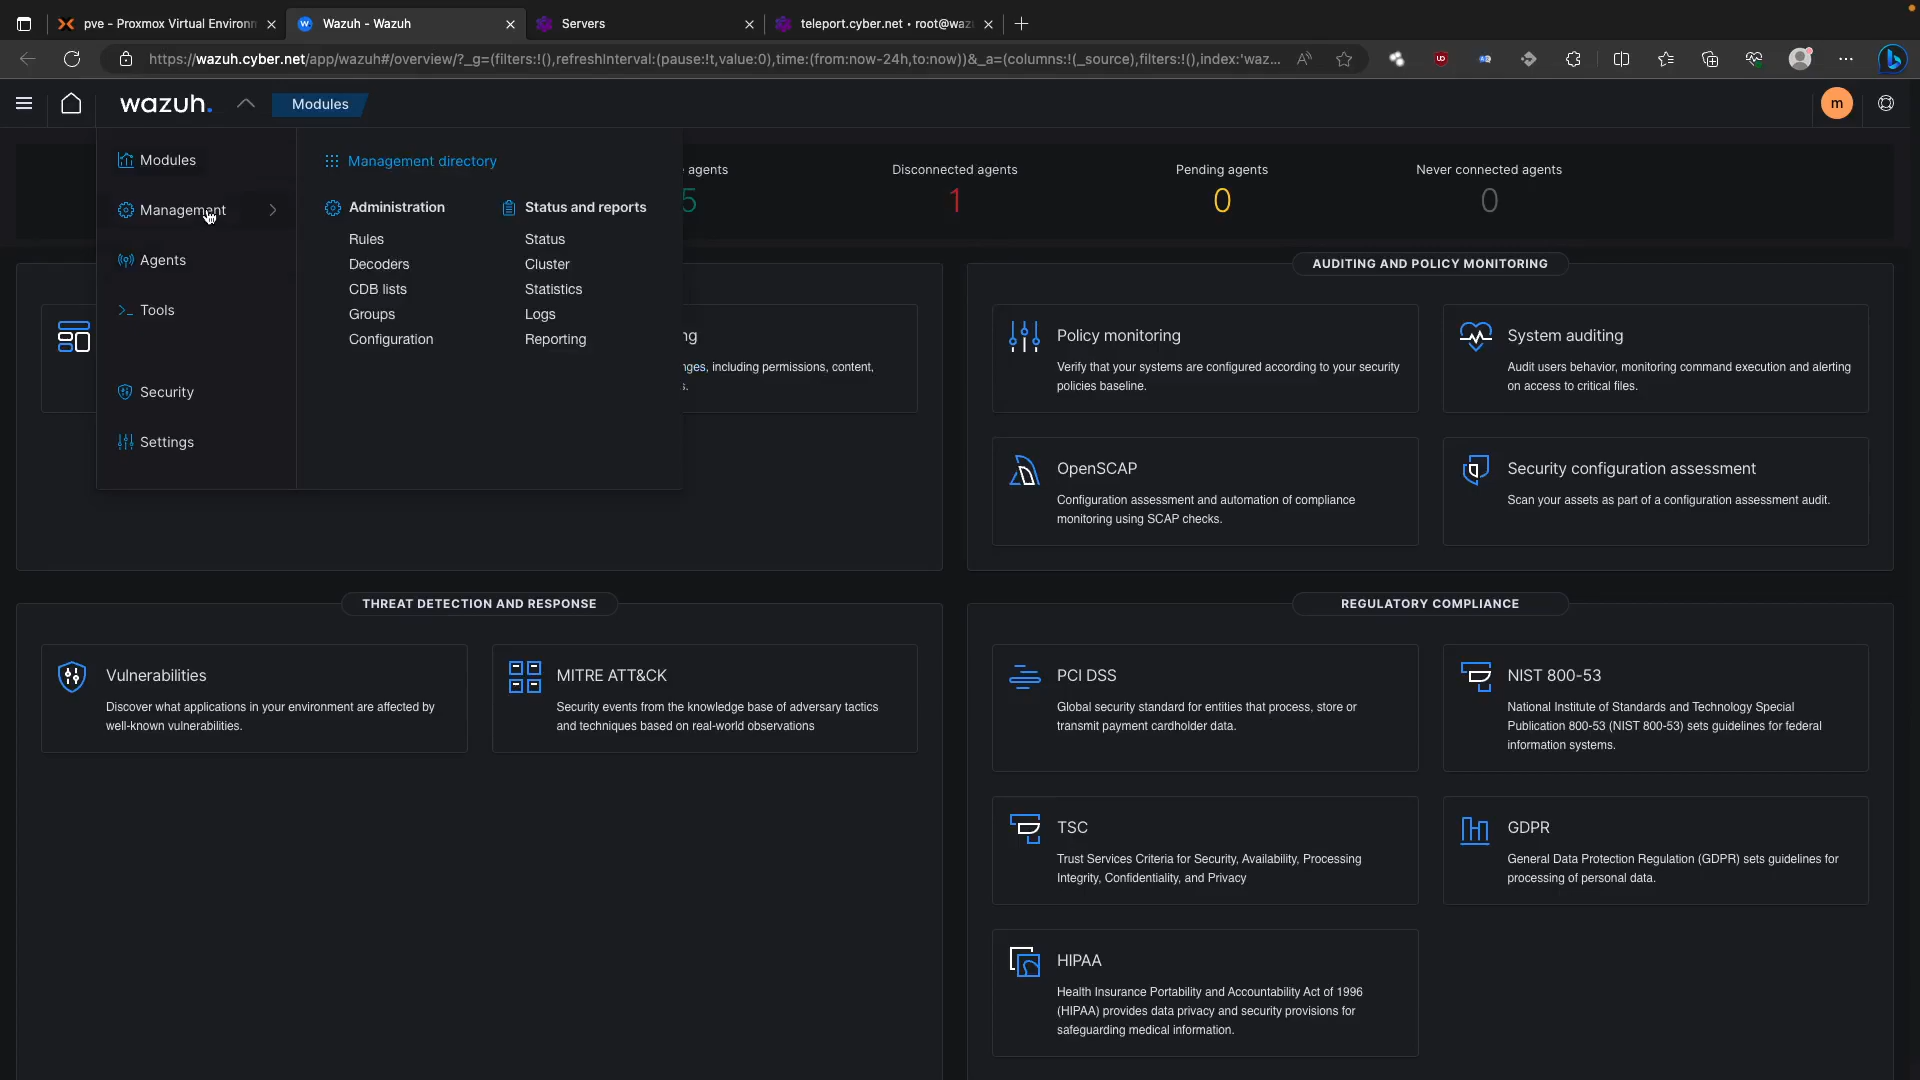 pve - Proxmox Virtual Environm
Wazuh - Wazuh
Servers
teleport.cyber.net • root@waz
https://wazuh.cyber.net/app/wazuh#/overview/?_g=(filters:!(),refreshInterval:(pause:!t,value:0),time:(from:now-24h,to:now))&_a=(columns:!(_source),filters:!(),index:'waz...
wazuh.
Modules
m
Modules
Management
Agents
Tools
Security
Settings
Management directory
Administration
Rules
Decoders
CDB lists
Groups
Configuration
Status and reports
Status
Cluster
Statistics
Logs
Reporting
agents
5
Disconnected agents
1
Pending agents
0
Never connected agents
0
ng
nges, including permissions, content,
s.
AUDITING AND POLICY MONITORING
Policy monitoring
Verify that your systems are configured according to your security
policies baseline.
System auditing
Audit users behavior, monitoring command execution and alerting
on access to critical files.
OpenSCAP
Configuration assessment and automation of compliance
monitoring using SCAP checks.
Security configuration assessment
Scan your assets as part of a configuration assessment audit.
THREAT DETECTION AND RESPONSE
Vulnerabilities
Discover what applications in your environment are affected by
well-known vulnerabilities.
MITRE ATT&CK
Security events from the knowledge base of adversary tactics
and techniques based on real-world observations
REGULATORY COMPLIANCE
PCI DSS
Global security standard for entities that process, store or
transmit payment cardholder data.
NIST 800-53
National Institute of Standards and Technology Special
Publication 800-53 (NIST 800-53) sets guidelines for federal
information systems.
TSC
Trust Services Criteria for Security, Availability, Processing
Integrity, Confidentiality, and Privacy
GDPR
General Data Protection Regulation (GDPR) sets guidelines for
processing of personal data.
HIPAA
Health Insurance Portability and Accountability Act of 1996
(HIPAA) provides data privacy and security provisions for
safeguarding medical information.